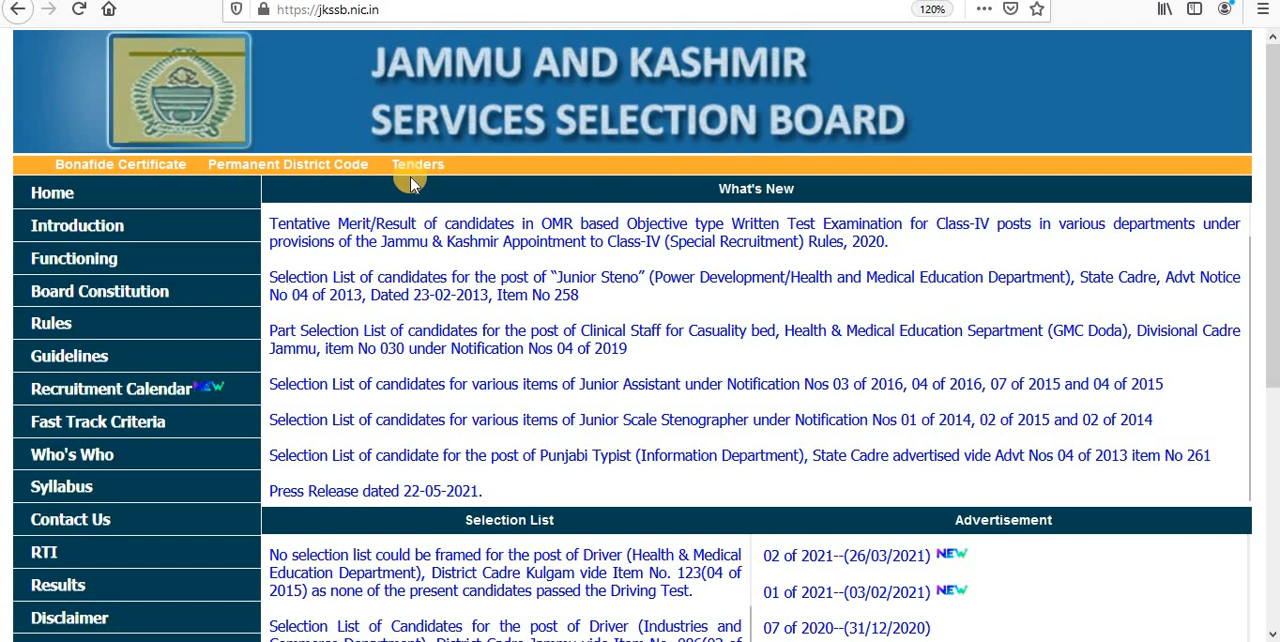 https://jkssb.nic.in
120%
JAMMU AND KASHMIR
SERVICES SELECTION BOARD
Bonafide Certificate Permanent District Code Tenders
Home
Introduction
Functioning
Board Constitution
Rules
Guidelines
Recruitment Calendar NEW
Fast Track Criteria
Who's Who
Syllabus
Contact Us
RTI
Results
Disclaimer
What's New
Tentative Merit/Result of candidates in OMR based Objective type Written Test Examination for Class-IV posts in various departments under
provisions of the Jammu & Kashmir Appointment to Class-IV (Special Recruitment) Rules, 2020.
Selection List of candidates for the post of “Junior Steno” (Power Development/Health and Medical Education Department), State Cadre, Advt Notice
No 04 of 2013, Dated 23-02-2013, Item No 258
Part Selection List of candidates for the post of Clinical Staff for Casuality bed, Health & Medical Education Separtment (GMC Doda), Divisional Cadre
Jammu, item No 030 under Notification Nos 04 of 2019
Selection List of candidates for various items of Junior Assistant under Notification Nos 03 of 2016, 04 of 2016, 07 of 2015 and 04 of 2015
Selection List of candidates for various items of Junior Scale Stenographer under Notification Nos 01 of 2014, 02 of 2015 and 02 of 2014
Selection List of candidate for the post of Punjabi Typist (Information Department), State Cadre advertised vide Advt Nos 04 of 2013 item No 261
Press Release dated 22-05-2021.
Selection List
No selection list could be framed for the post of Driver (Health & Medical
Education Department), District Cadre Kulgam vide Item No. 123(04 of
2015) as none of the present candidates passed the Driving Test.
Selection List of Candidates for the post of Driver (Industries and
Commerce Department), District Cadre Jammu vide Item No. 086(02 of
Advertisement
02 of 2021--(26/03/2021) NEW
01 of 2021--(03/02/2021) NEW
07 of 2020--(31/12/2020)